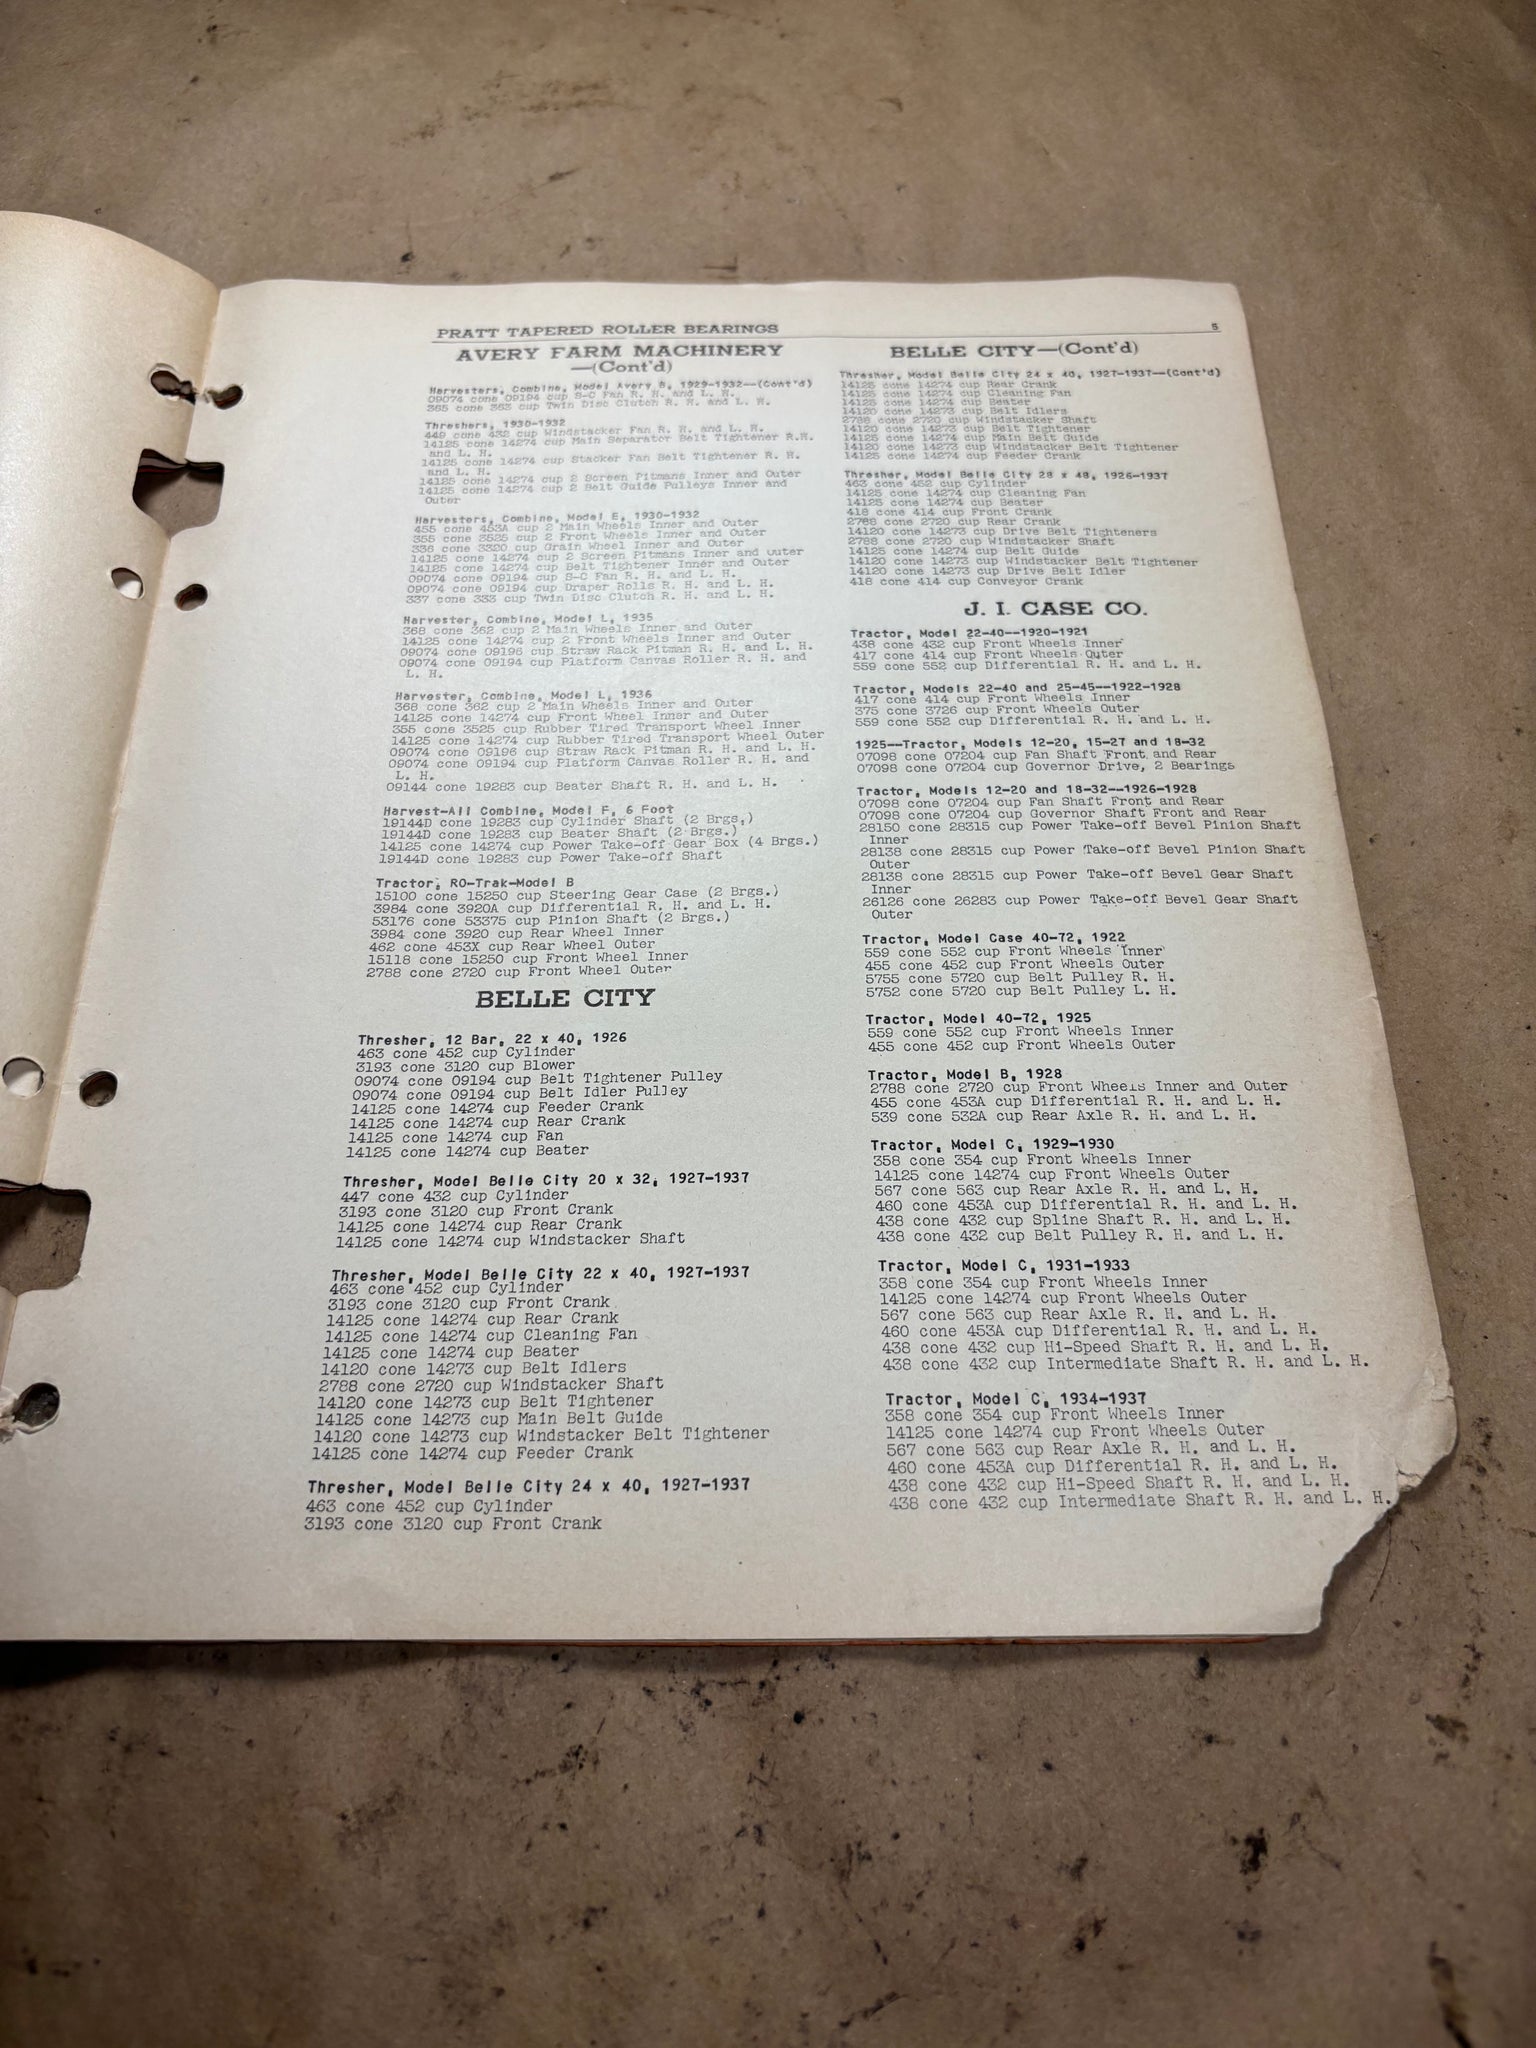 PRATT TAPERED ROLLER BEARINGS
5
AVERY FARM MACHINERY
—(Cont'd)
Harvesters, Combine, Model Avery S, 1929-1932—(Cont'd)
09074 cone 09194 cup S-C Fan R. H. and L. H.
365 cone 363 cup Twin Disc Clutch R. H. and L. H.
Threshers, 1930-1932
449 cone 432 cup Windstacker Fan R. H. and L. H.
14125 cone 14274 cup Main Separator Belt Tightener R.H.
and L. H.
14125 cone 14274 cup Stacker Fan Belt Tightener R. H.
and L. H.
14125 cone 14274 cup 2 Screen Pitmans Inner and Outer
14125 cone 14274 cup 2 Belt Guide Pulleys Inner and
Outer
Harvesters, Combine, Model E, 1930-1932
455 cone 453A cup 2 Main Wheels Inner and Outer
355 cone 3525 cup 2 Front Wheels Inner and Outer
336 cone 3320 cup Grain Wheel Inner and Outer
14125 cone 14274 cup 2 Screen Pitmans Inner and Outer
14125 cone 14274 cup Belt Tightener Inner and Outer
09074 cone 09194 cup S-C Fan R. H. and L. H.
09074 cone 09194 cup Draper Rolls R. H. and L. H.
337 cone 333 cup Twin Disc Clutch R. H. and L. H.
Harvester, Combine, Model L, 1935
368 cone 362 cup 2 Main Wheels Inner and Outer
14125 cone 14274 cup 2 Front Wheels Inner and Outer
09074 cone 09196 cup Straw Rack Pitman R. H. and L. H.
09074 cone 09194 cup Platform Canvas Roller R. H. and
L. H.
Harvester, Combine, Model L, 1936
368 cone 362 cup 2 Main Wheels Inner and Outer
14125 cone 14274 cup Front Wheel Inner and Outer
355 cone 3525 cup Rubber Tired Transport Wheel Inner
14125 cone 14274 cup Rubber Tired Transport Wheel Outer
09074 cone 09196 cup Straw Rack Pitman R. H. and L. H.
09074 cone 09194 cup Platform Canvas Roller R. H. and
L. H.
09144 cone 19283 cup Beater Shaft R. H. and L. H.
Harvest-All Combine, Model F, 6 Foot
19144D cone 19283 cup Cylinder Shaft (2 Brgs.)
19144D cone 19283 cup Beater Shaft (2 Brgs.)
14125 cone 14274 cup Power Take-off Gear Box (4 Brgs.)
19144D cone 19283 cup Power Take-off Shaft
Tractor, RO-Trak-Model B
15100 cone 15250 cup Steering Gear Case (2 Brgs.)
3984 cone 3920A cup Differential R. H. and L. H.
53176 cone 53375 cup Pinion Shaft (2 Brgs.)
3984 cone 3920 cup Rear Wheel Inner
462 cone 453X cup Rear Wheel Outer
15118 cone 15250 cup Front Wheel Inner
2788 cone 2720 cup Front Wheel Outer
BELLE CITY
Thresher, 12 Bar, 22 x 40, 1926
463 cone 452 cup Cylinder
3193 cone 3120 cup Blower
09074 cone 09194 cup Belt Tightener Pulley
09074 cone 09194 cup Belt Idler Pulley
14125 cone 14274 cup Feeder Crank
14125 cone 14274 cup Rear Crank
14125 cone 14274 cup Fan
14125 cone 14274 cup Beater
Thresher, Model Belle City 20 x 32, 1927-1937
447 cone 432 cup Cylinder
3193 cone 3120 cup Front Crank
14125 cone 14274 cup Rear Crank
14125 cone 14274 cup Windstacker Shaft
Thresher, Model Belle City 22 x 40, 1927-1937
463 cone 452 cup Cylinder
3193 cone 3120 cup Front Crank
14125 cone 14274 cup Rear Crank
14125 cone 14274 cup Cleaning Fan
14125 cone 14274 cup Beater
14120 cone 14273 cup Belt Idlers
2788 cone 2720 cup Windstacker Shaft
14120 cone 14273 cup Belt Tightener
14125 cone 14273 cup Main Belt Guide
14120 cone 14273 cup Windstacker Belt Tightener
14125 cone 14274 cup Feeder Crank
Thresher, Model Belle City 24 x 40, 1927-1937
463 cone 452 cup Cylinder
3193 cone 3120 cup Front Crank
BELLE CITY—(Cont'd)
Thresher, Model Belle City 24 x 40, 1927-1937—(Cont'd)
14125 cone 14274 cup Rear Crank
14125 cone 14274 cup Cleaning Fan
14125 cone 14274 cup Beater
14120 cone 14273 cup Belt Idlers
2788 cone 2720 cup Windstacker Shaft
14120 cone 14273 cup Belt Tightener
14125 cone 14274 cup Main Belt Guide
14120 cone 14273 cup Windstacker Belt Tightener
14125 cone 14274 cup Feeder Crank
Thresher, Model Belle City 28 x 48, 1926-1937
463 cone 452 cup Cylinder
14125 cone 14274 cup Cleaning Fan
14125 cone 14274 cup Beater
418 cone 414 cup Front Crank
2788 cone 2720 cup Rear Crank
14120 cone 14273 cup Drive Belt Tighteners
2788 cone 2720 cup Windstacker Shaft
14125 cone 14274 cup Belt Guide
14120 cone 14273 cup Windstacker Belt Tightener
14120 cone 14273 cup Drive Belt Idler
418 cone 414 cup Conveyor Crank
J. I. CASE CO.
Tractor, Model 22-40—1920-1921
438 cone 432 cup Front Wheels Inner
417 cone 414 cup Front Wheels Outer
559 cone 552 cup Differential R. H. and L. H.
Tractor, Models 22-40 and 25-45—1922-1928
417 cone 414 cup Front Wheels Inner
375 cone 3726 cup Front Wheels Outer
559 cone 552 cup Differential R. H. and L. H.
1925—Tractor, Models 12-20, 15-27 and 18-32
07098 cone 07204 cup Fan Shaft Front and Rear
07098 cone 07204 cup Governor Drive, 2 Bearings
Tractor, Models 12-20 and 18-32—1926-1928
07098 cone 07204 cup Fan Shaft Front and Rear
07098 cone 07204 cup Governor Shaft Front and Rear
28150 cone 28315 cup Power Take-off Bevel Pinion Shaft
Inner
28138 cone 28315 cup Power Take-off Bevel Pinion Shaft
Outer
28138 cone 28315 cup Power Take-off Bevel Gear Shaft
Inner
26126 cone 26283 cup Power Take-off Bevel Gear Shaft
Outer
Tractor, Model Case 40-72, 1922
559 cone 552 cup Front Wheels Inner
455 cone 452 cup Front Wheels Outer
5755 cone 5720 cup Belt Pulley R. H.
5752 cone 5720 cup Belt Pulley L. H.
Tractor, Model 40-72, 1925
559 cone 552 cup Front Wheels Inner
455 cone 452 cup Front Wheels Outer
Tractor, Model B, 1928
2788 cone 2720 cup Front Wheels Inner and Outer
455 cone 453A cup Differential R. H. and L. H.
539 cone 532A cup Rear Axle R. H. and L. H.
Tractor, Model C, 1929-1930
358 cone 354 cup Front Wheels Inner
14125 cone 14274 cup Front Wheels Outer
567 cone 563 cup Rear Axle R. H. and L. H.
460 cone 453A cup Differential R. H. and L. H.
438 cone 432 cup Spline Shaft R. H. and L. H.
438 cone 432 cup Belt Pulley R. H. and L. H.
Tractor, Model C, 1931-1933
358 cone 354 cup Front Wheels Inner
14125 cone 14274 cup Front Wheels Outer
567 cone 563 cup Rear Axle R. H. and L. H.
460 cone 453A cup Differential R. H. and L. H.
438 cone 432 cup Hi-Speed Shaft R. H. and L. H.
438 cone 432 cup Intermediate Shaft R. H. and L. H.
Tractor, Model C, 1934-1937
358 cone 354 cup Front Wheels Inner
14125 cone 14274 cup Front Wheels Outer
567 cone 563 cup Rear Axle R. H. and L. H.
460 cone 453A cup Differential R. H. and L. H.
438 cone 432 cup Hi-Speed Shaft R. H. and L. H.
438 cone 432 cup Intermediate Shaft R. H. and L. H.